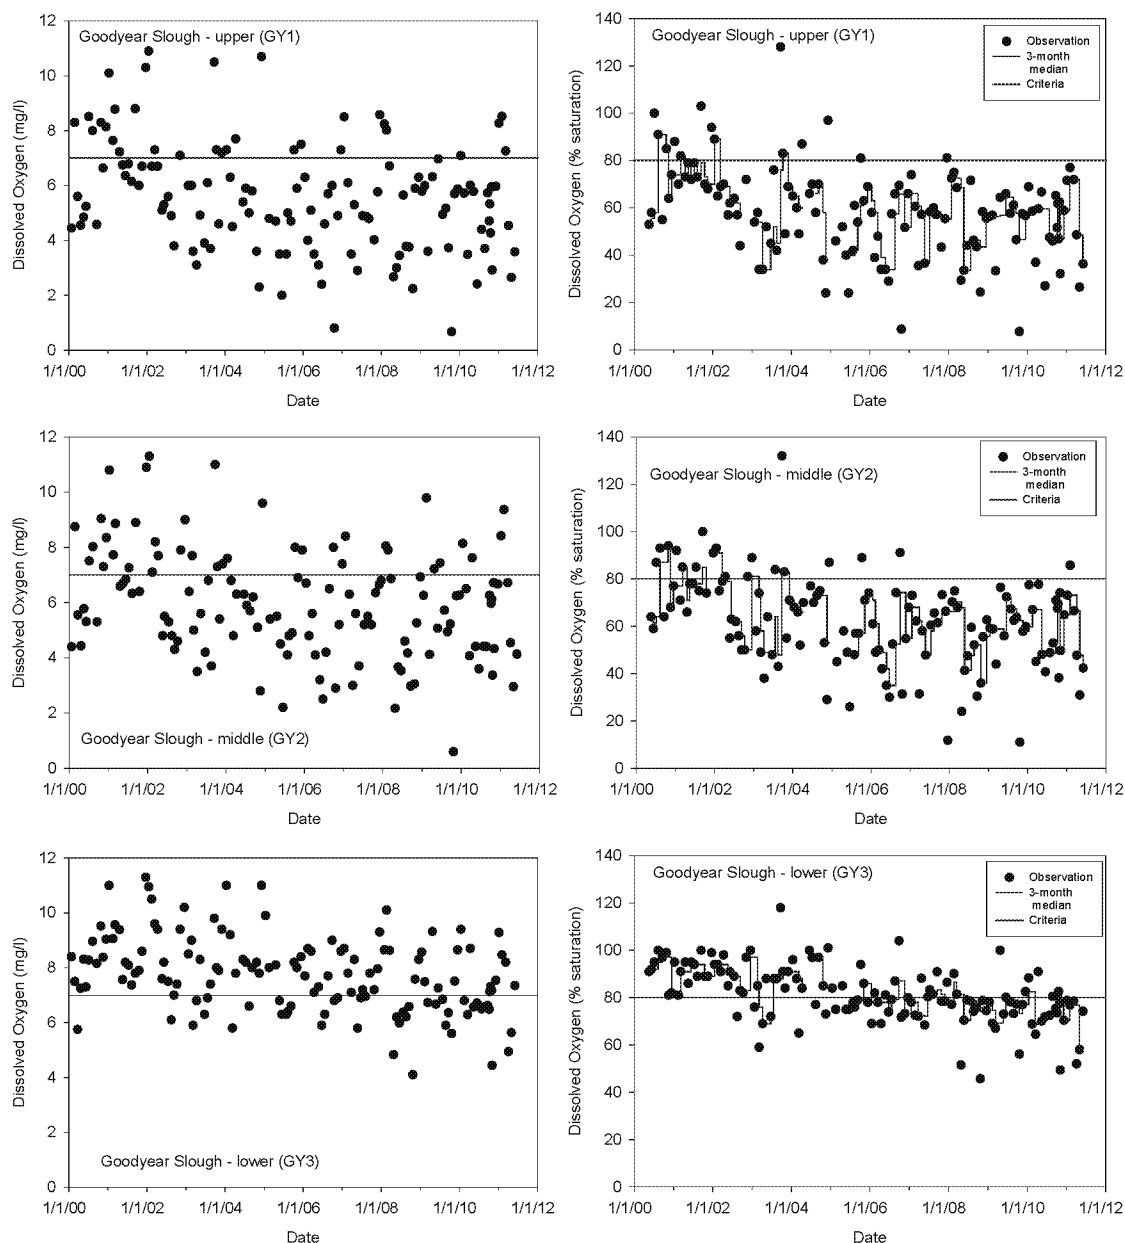 Goodyear Slough - upper (GY1)
Dissolved Oxygen (mg/l)
12
10
8
6
4
2
0
1/1/00 1/1/02 1/1/04 1/1/06 1/1/08 1/1/10 1/1/12
Date
Goodyear Slough - upper (GY1)
Observation
3-month
median
Criteria
Dissolved Oxygen (% saturation)
140
120
100
80
60
40
20
0
1/1/00 1/1/02 1/1/04 1/1/06 1/1/08 1/1/10 1/1/12
Date
Goodyear Slough - middle (GY2)
Dissolved Oxygen (mg/l)
12
10
8
6
4
2
0
1/1/00 1/1/02 1/1/04 1/1/06 1/1/08 1/1/10 1/1/12
Date
Goodyear Slough - middle (GY2)
Observation
3-month
median
Criteria
Dissolved Oxygen (% saturation)
140
120
100
80
60
40
20
0
1/1/00 1/1/02 1/1/04 1/1/06 1/1/08 1/1/10 1/1/12
Date
Goodyear Slough - lower (GY3)
Dissolved Oxygen (mg/l)
12
10
8
6
4
2
0
1/1/00 1/1/02 1/1/04 1/1/06 1/1/08 1/1/10 1/1/12
Date
Goodyear Slough - lower (GY3)
Observation
3-month
median
Criteria
Dissolved Oxygen (% saturation)
140
120
100
80
60
40
20
0
1/1/00 1/1/02 1/1/04 1/1/06 1/1/08 1/1/10 1/1/12
Date